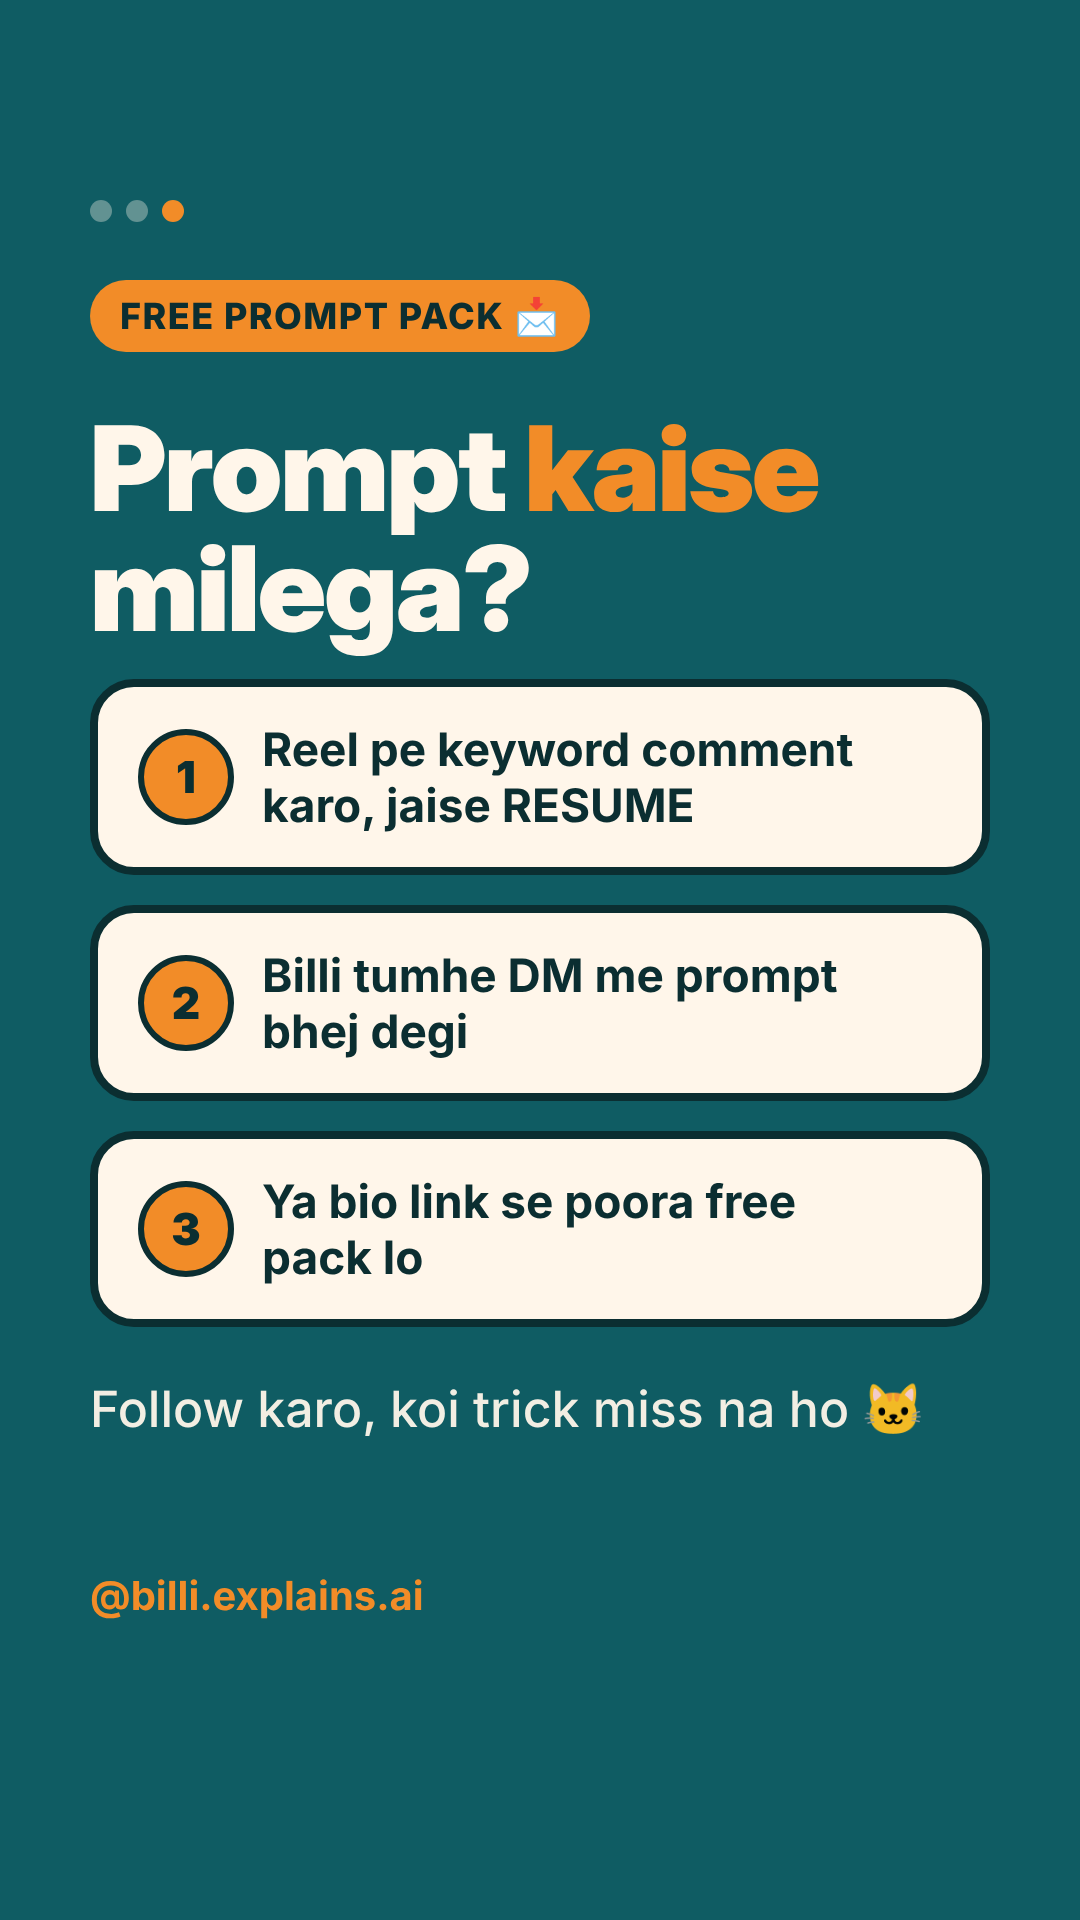 FREE PROMPT PACK 📩
Prompt kaise
milega?
1
Reel pe keyword comment
karo, jaise RESUME
2
Billi tumhe DM me prompt
bhej degi
3
Ya bio link se poora free
pack lo
Follow karo, koi trick miss na ho 🐱
@billi.explains.ai